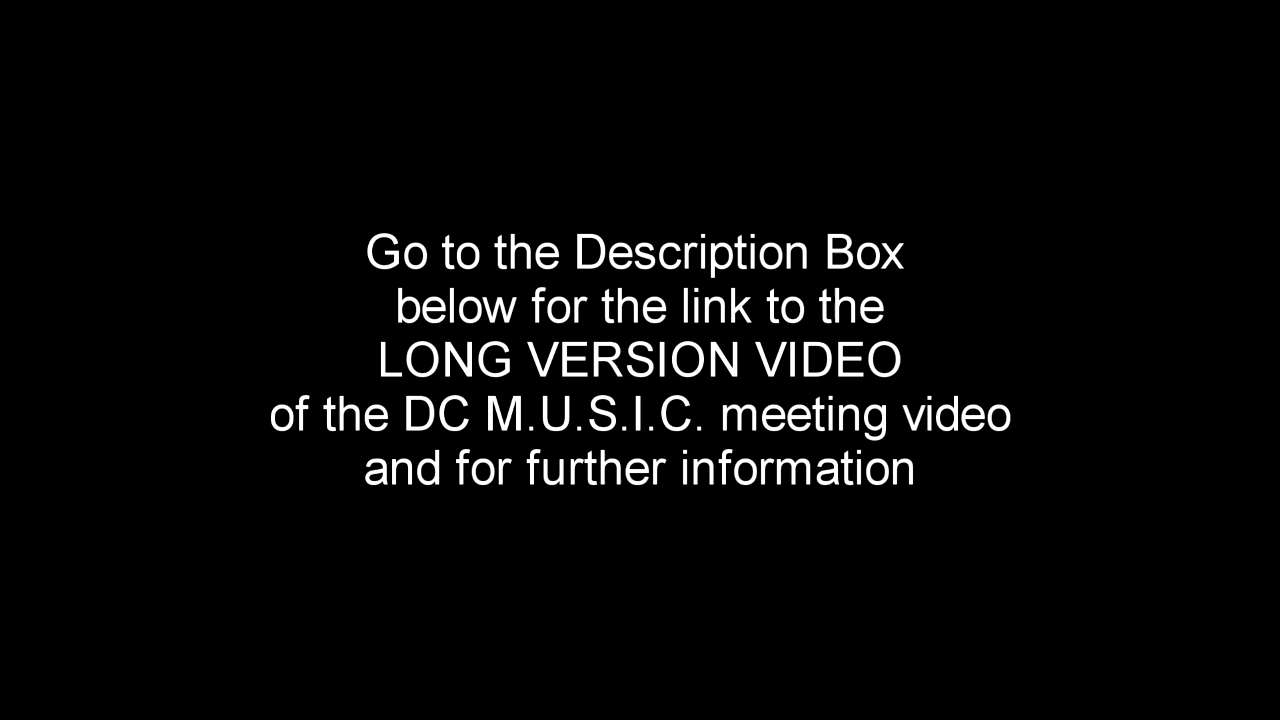 Go to the Description Box
below for the link to the
LONG VERSION VIDEO
of the DC M.U.S.I.C. meeting video
and for further information